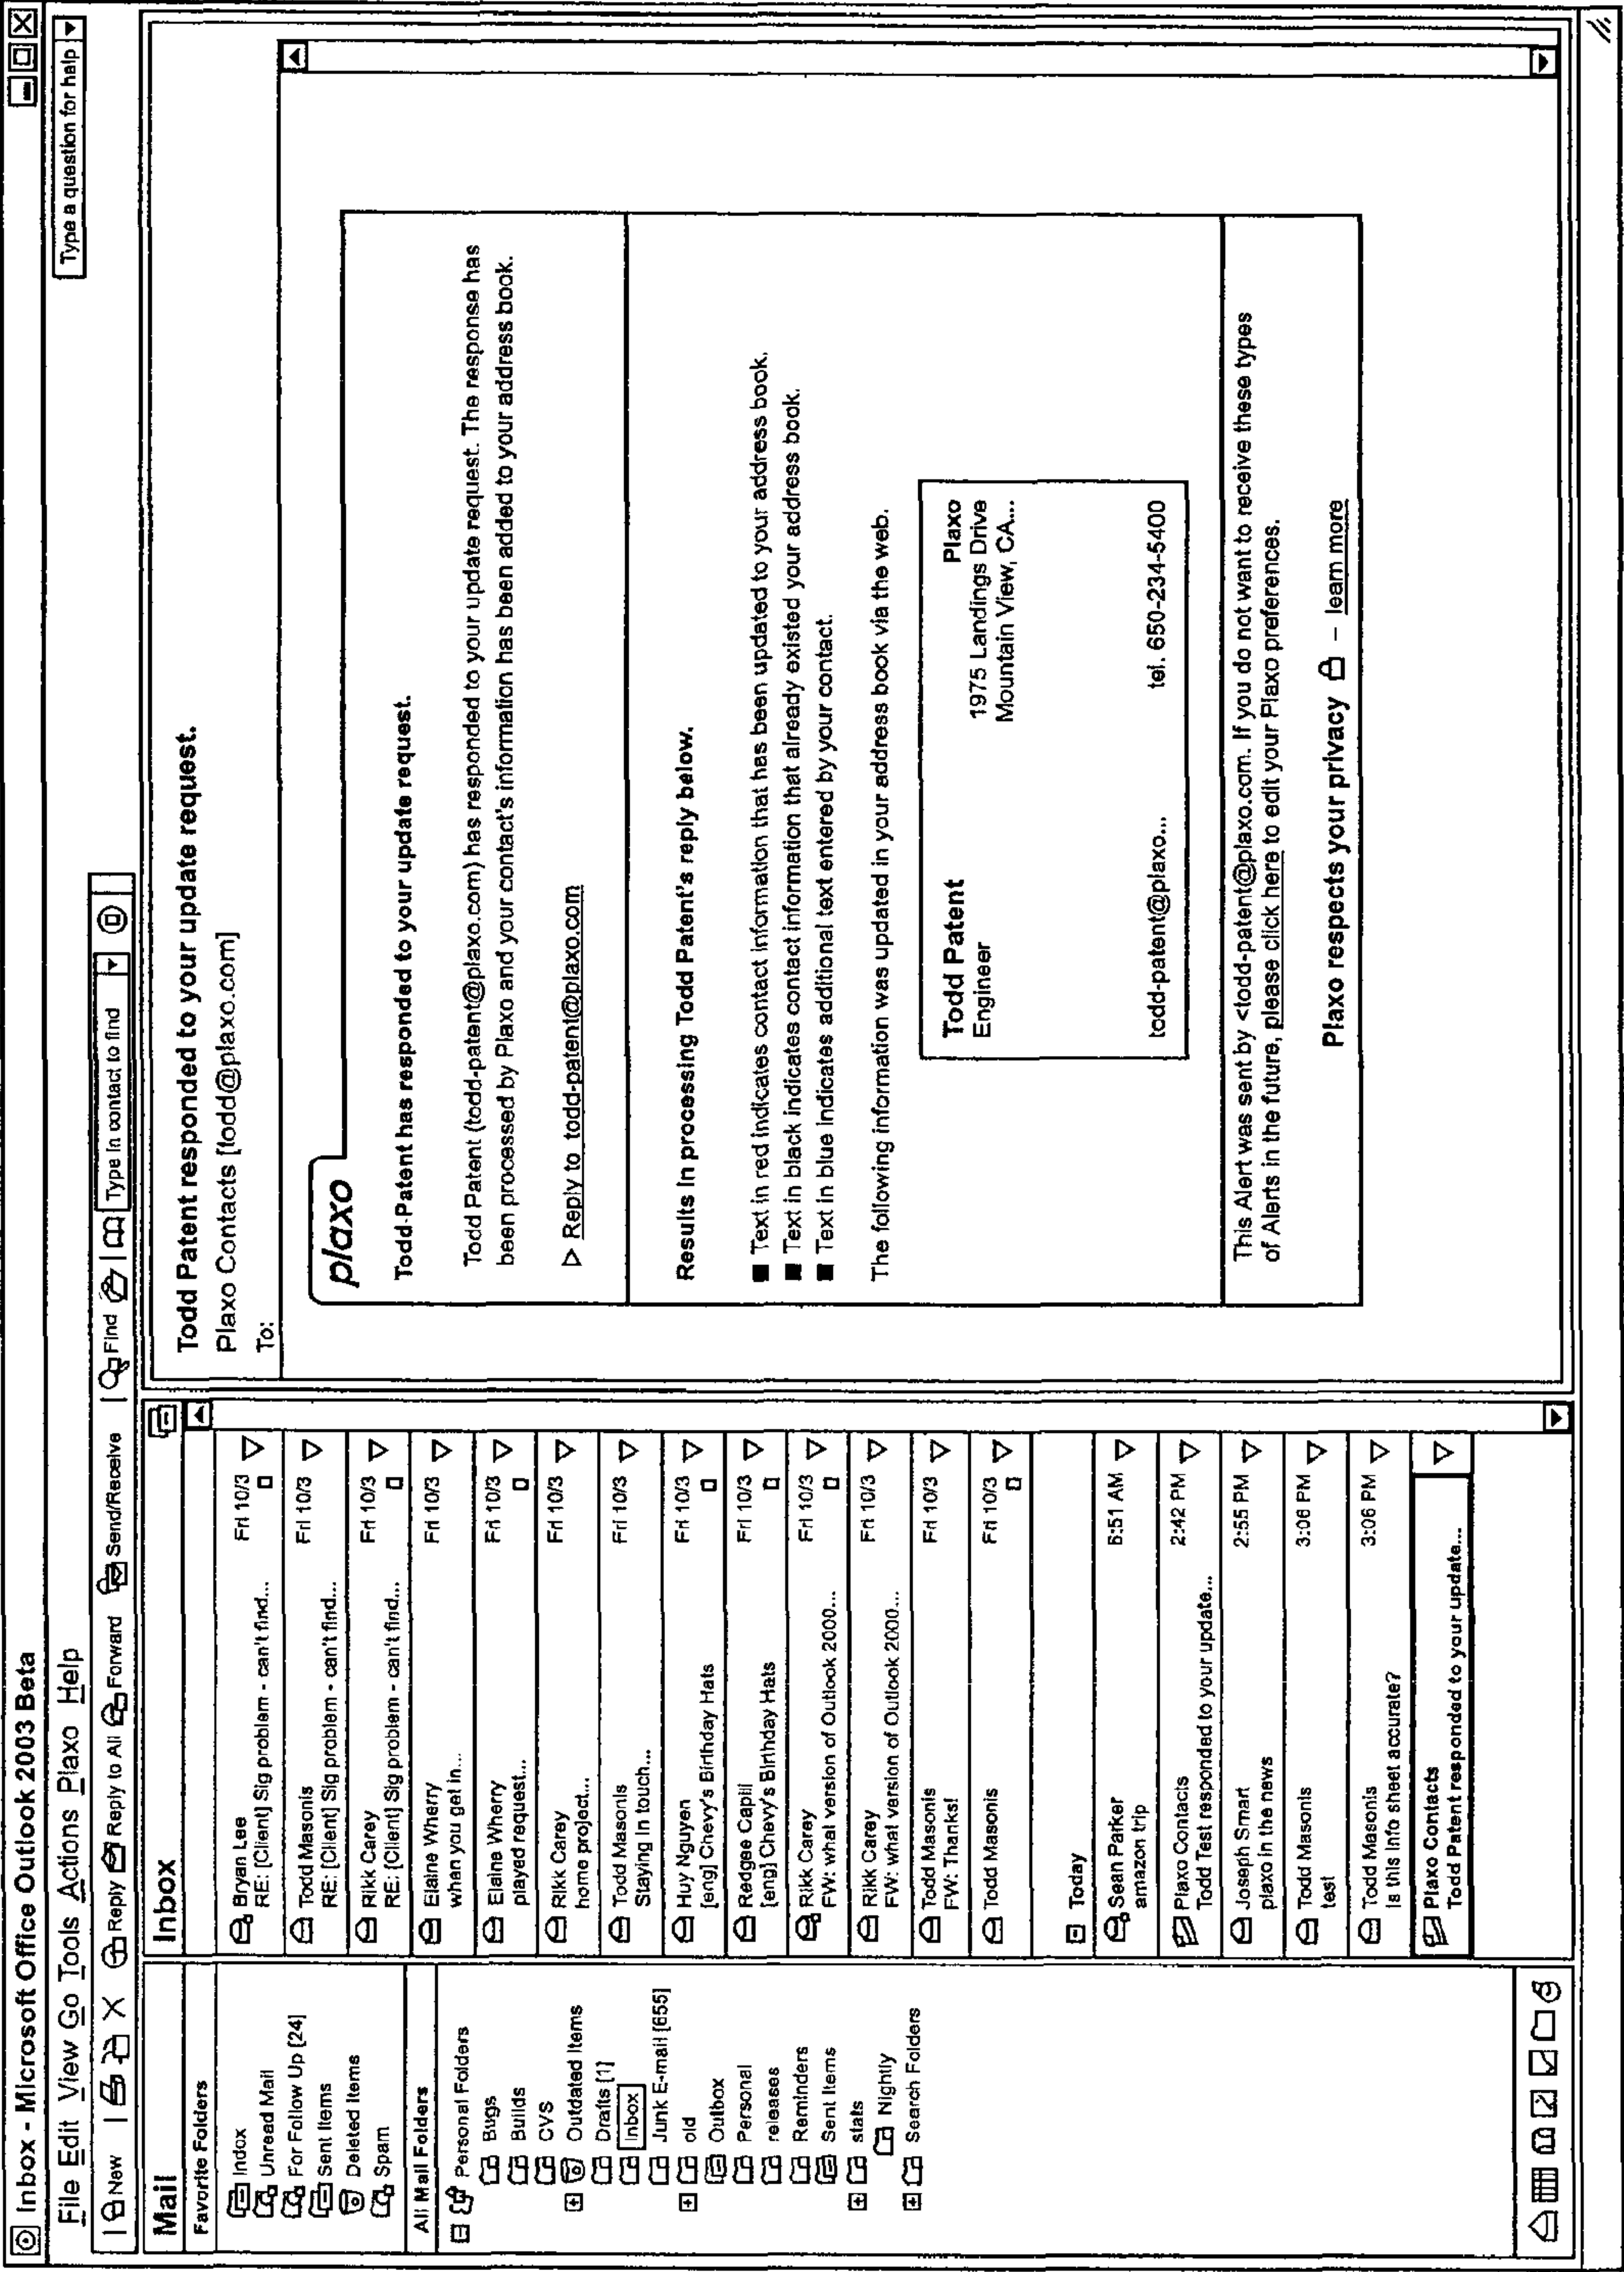 Inbox - Microsoft Office Outlook 2003 Beta
File Edit View Go Tools Actions Plaxo Help
Type a question for halp
New
Reply Reply to All Forward Send/Receive Find Type in contact to find
Mail
Favorite Folders
Indox
Unread Mail
For Follow Up [24]
Sent Items
Deleted Items
Spam
All Mail Folders
Personal Folders
Bugs
Builds
CVS
Outdated Items
Drafts [1]
Inbox
Junk E-mail [655]
old
Outbox
Personal
releases
Reminders
Sent Items
stats
Nightly
Search Folders
Inbox
Bryan Lee Fri 10/3
RE: [Client] Sig problem - can't find...
Todd Masonis Fri 10/3
RE: [Client] Sig problem - can't find...
Rikk Carey Fri 10/3
RE: [Client] Sig problem - can't find...
Elaine Wherry Fri 10/3
when you get in...
Elaine Wherry Fri 10/3
played request...
Rikk Carey Fri 10/3
home project...
Todd Masonis Fri 10/3
Staying In touch...
Huy Nguyen Fri 10/3
[eng] Chevy's Birthday Hats
Redgee Capili Fri 10/3
[eng] Chevy's Birthday Hats
Rikk Carey Fri 10/3
FW: what version of Outlook 2000...
Rikk Carey Fri 10/3
FW: what version of Outlook 2000...
Todd Masonis Fri 10/3
FW: Thanks!
Todd Masonis Fri 10/3
Today
Sean Parker 6:51 AM
amazon trip
Plaxo Contacts 2:42 PM
Todd Test responded to your update...
Joseph Smart 2:55 PM
plaxo in the news
Todd Masonis 3:06 PM
test
Todd Masonis 3:06 PM
Is this Info sheet accurate?
Plaxo Contacts
Todd Patent responded to your update...
Todd Patent responded to your update request.
Plaxo Contacts [todd@plaxo.com]
To:
plaxo
Todd-Patent has responded to your update request.
Todd Patent (todd-patent@plaxo.com) has responded to your update request. The response has
been processed by Plaxo and your contact's information has been added to your address book.
Reply to todd-patent@plaxo.com
Results In processing Todd Patent's reply below.
Text in red indicates contact information that has been updated to your address book.
Text in black indicates contact information that already existed your address book.
Text in blue indicates additional text entered by your contact.
The following information was updated in your address book via the web.
Todd Patent Plaxo
Engineer 1975 Landings Drive
Mountain View, CA...
todd-patent@plaxo... tel. 650-234-5400
This Alert was sent by <todd-patent@plaxo.com. If you do not want to receive these types
of Alerts in the future, please click here to edit your Plaxo preferences.
Plaxo respects your privacy – learn more